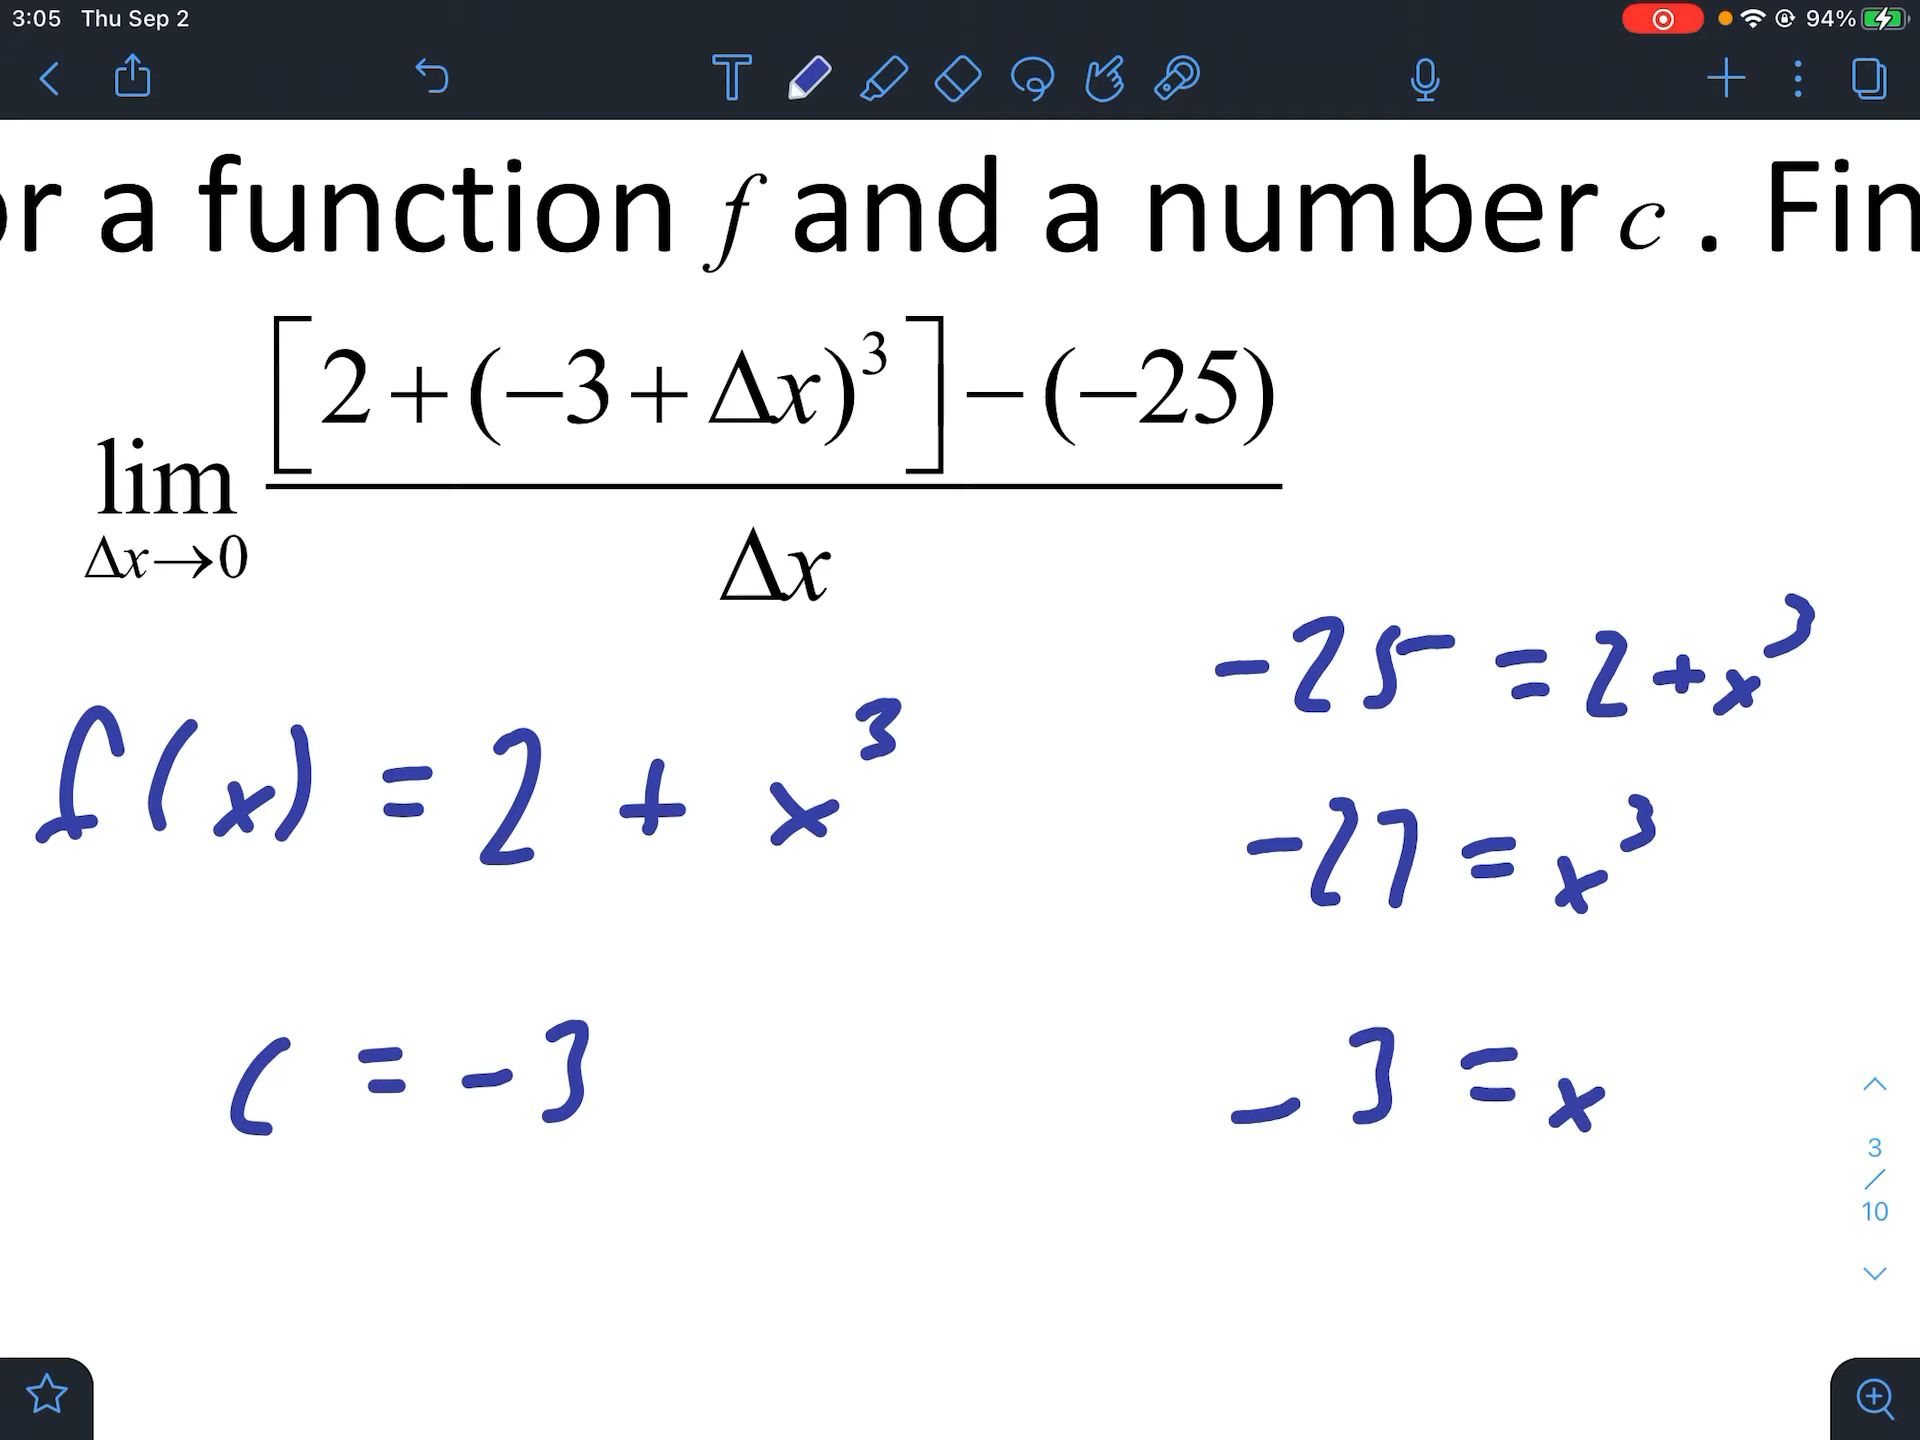 3:05 Thu Sep 2 94%
T
or a function f and a number c . Fin
lim Δx→0 [2+(−3+Δx)³]−(−25)
Δx
-25 = 2+x³
f(x) = 2 + x³
-27 = x³
c = -3
-3 = x
3
/
10